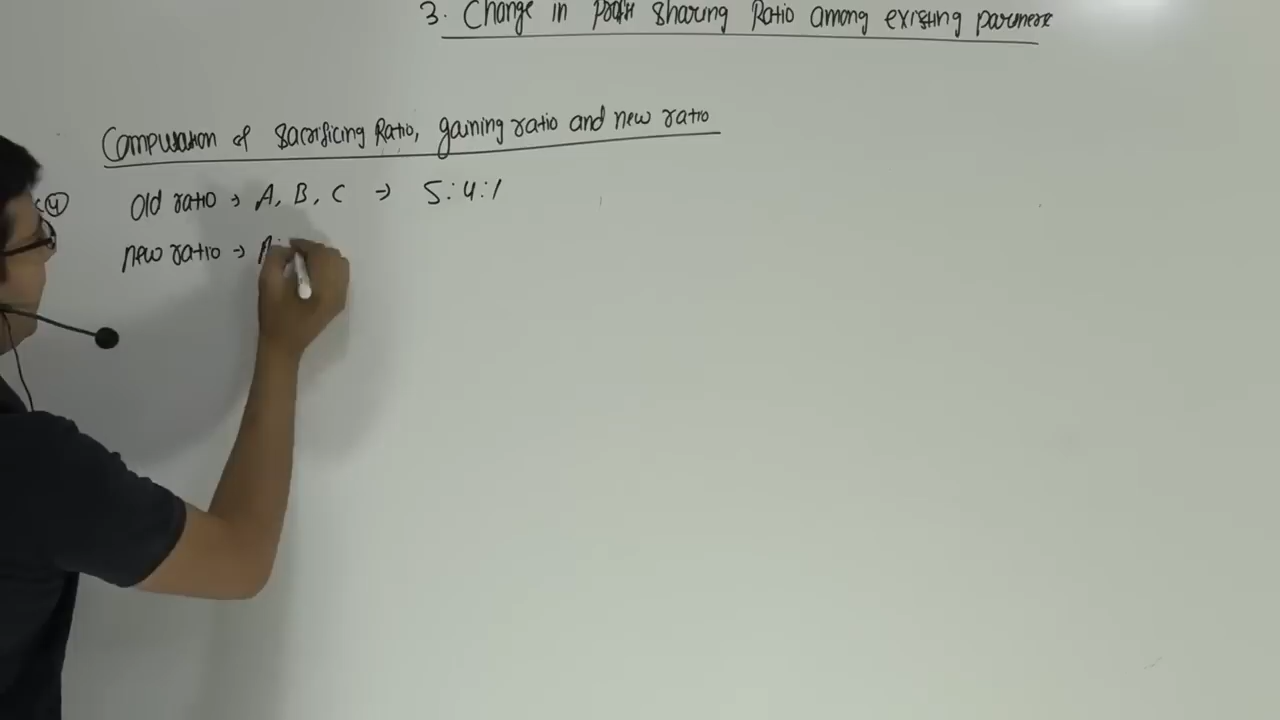 3. Change in Profit Sharing Ratio among existing partners
Computation of Sacrificing Ratio, gaining ratio and new ratio
④ Old ratio → A, B, C → 5:4:1
new ratio → A